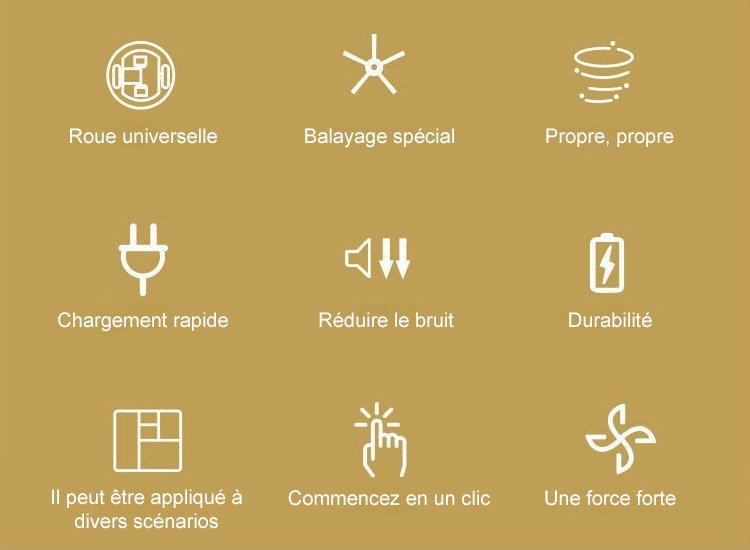 Roue universelle
Balayage spécial
Propre, propre
Chargement rapide
Réduire le bruit
Durabilité
Il peut être appliqué à
divers scénarios
Commencez en un clic
Une force forte